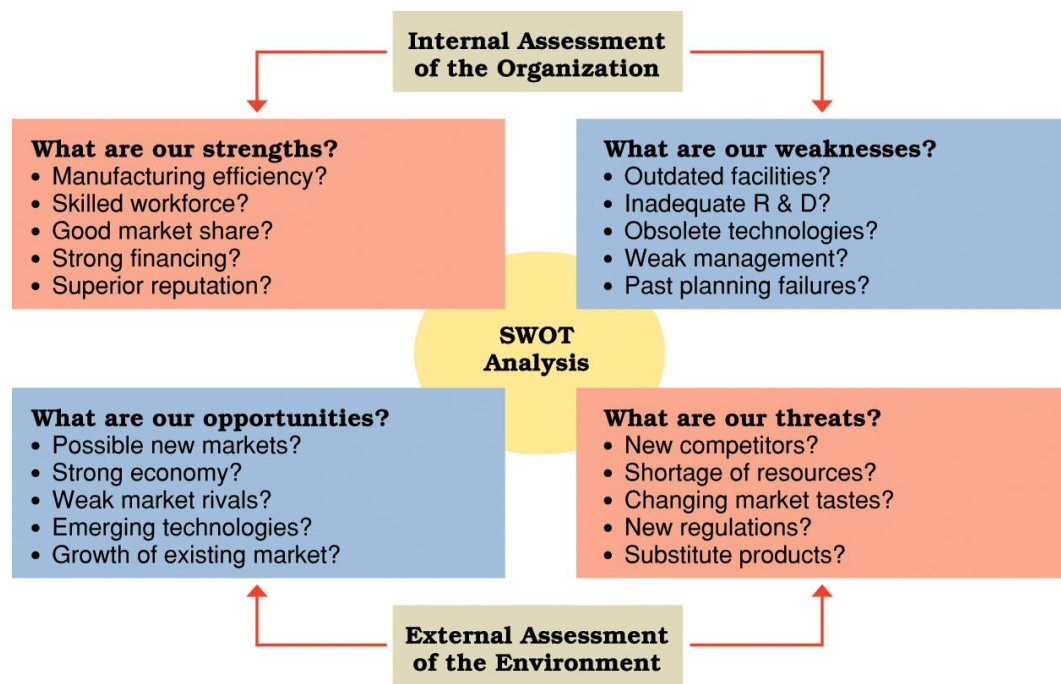 Internal Assessment
of the Organization
What are our strengths?
• Manufacturing efficiency?
• Skilled workforce?
• Good market share?
• Strong financing?
• Superior reputation?
What are our weaknesses?
• Outdated facilities?
• Inadequate R & D?
• Obsolete technologies?
• Weak management?
• Past planning failures?
SWOT
Analysis
What are our opportunities?
• Possible new markets?
• Strong economy?
• Weak market rivals?
• Emerging technologies?
• Growth of existing market?
What are our threats?
• New competitors?
• Shortage of resources?
• Changing market tastes?
• New regulations?
• Substitute products?
External Assessment
of the Environment